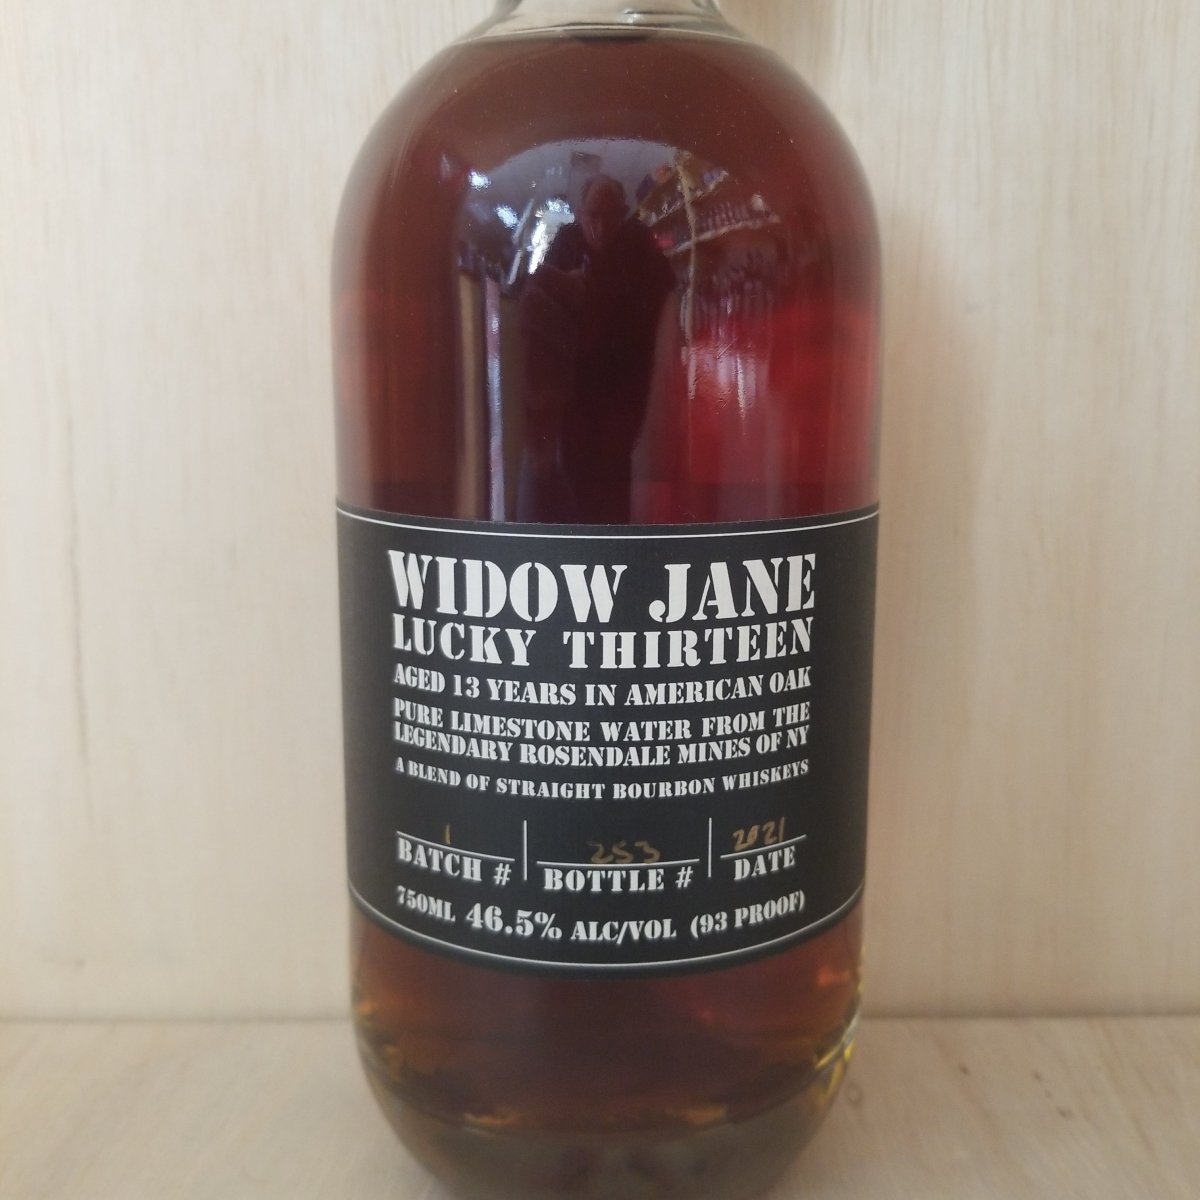 WIDOW JANE
LUCKY THIRTEEN
AGED 13 YEARS IN AMERICAN OAK
PURE LIMESTONE WATER FROM THE
LEGENDARY ROSENDALE MINES OF NY
A BLEND OF STRAIGHT BOURBON WHISKEYS
1 253 2021
BATCH # BOTTLE # DATE
750ML 46.5% ALC/VOL (93 PROOF)